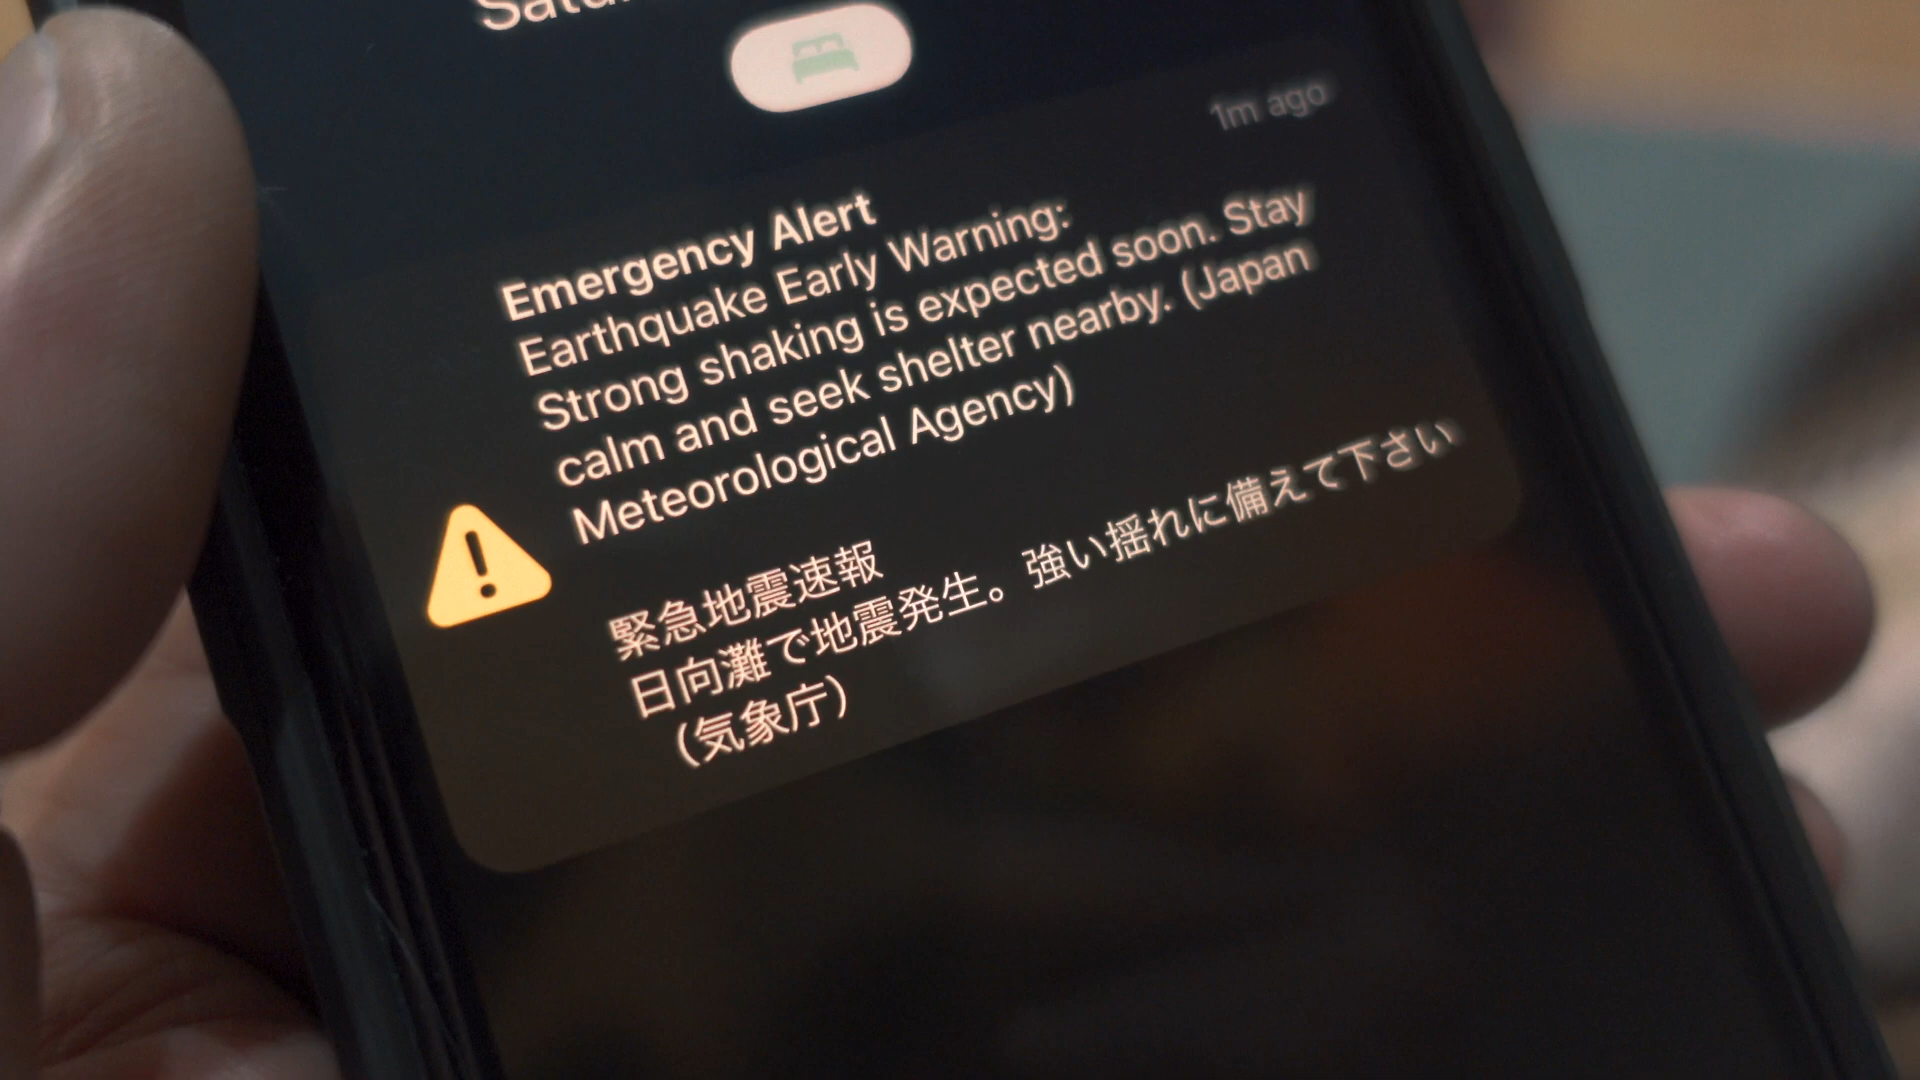 1m ago
Emergency Alert
Earthquake Early Warning:
Strong shaking is expected soon. Stay
calm and seek shelter nearby. (Japan
Meteorological Agency)
緊急地震速報
日向灘で地震発生。強い揺れに備えて下さい
（気象庁）